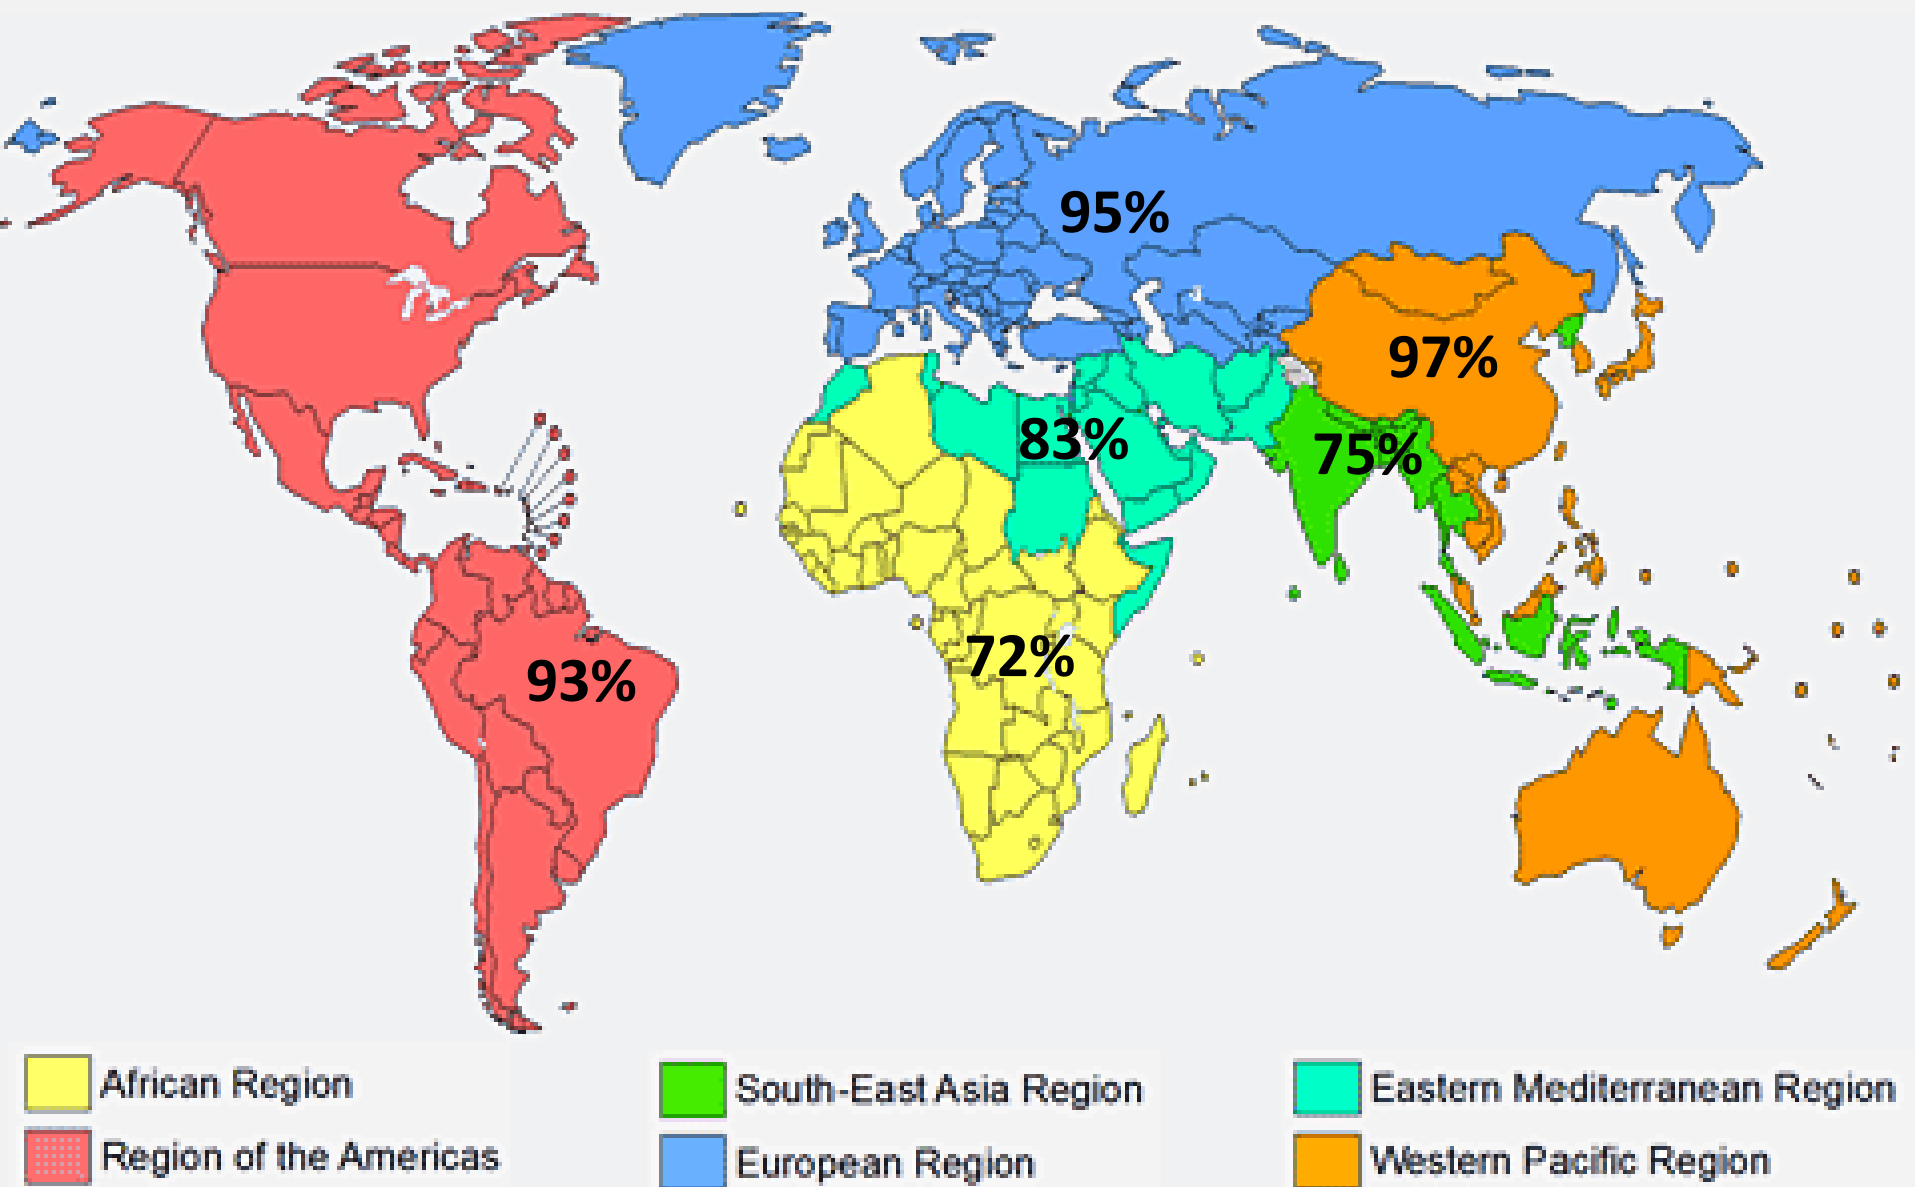 95%
97%
83%
75%
72%
93%
African Region
South-East Asia Region
Eastern Mediterranean Region
Region of the Americas
European Region
Western Pacific Region